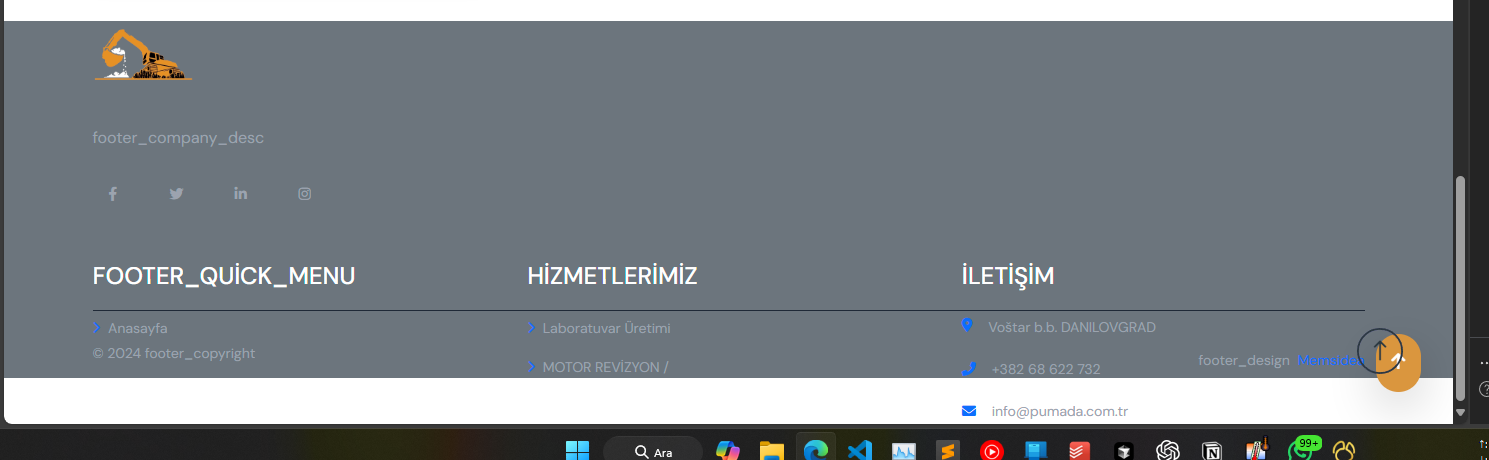 footer_company_desc
FOOTER_QUİCK_MENU
Anasayfa
© 2024 footer_copyright
HİZMETLERİMİZ
Laboratuvar Üretimi
MOTOR REVİZYON /
İLETİŞİM
Voštar b.b. DANILOVGRAD
+382 68 622 732
footer_design Memsidea
info@pumada.com.tr
Ara
99+